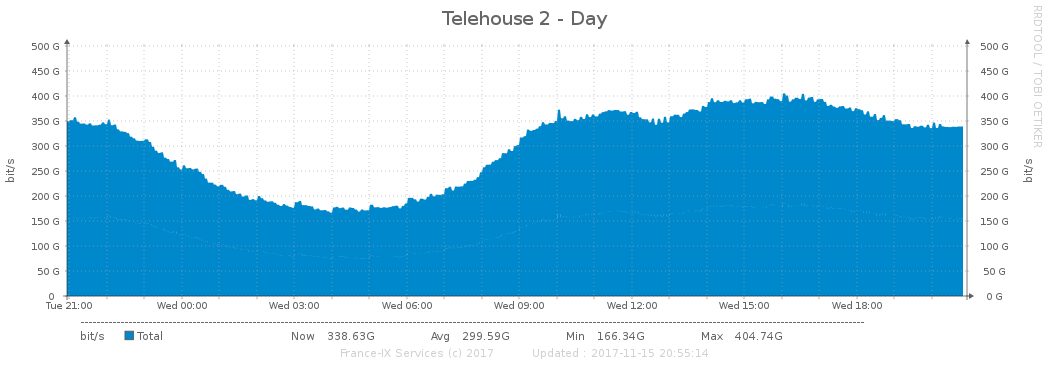 Telehouse 2 - Day
RRDTOOL / TOBI OETIKER
500 G 500 G
450 G 450 G
400 G 400 G
350 G 350 G
300 G 300 G
250 G 250 G
200 G 200 G
150 G 150 G
100 G 100 G
50 G 50 G
0 0 G
bit/s
bit/s
Tue 21:00 Wed 00:00 Wed 03:00 Wed 06:00 Wed 09:00 Wed 12:00 Wed 15:00 Wed 18:00
bit/s Total Now 338.63G Avg 299.59G Min 166.34G Max 404.74G
France-IX Services (c) 2017 Updated : 2017-11-15 20:55:14